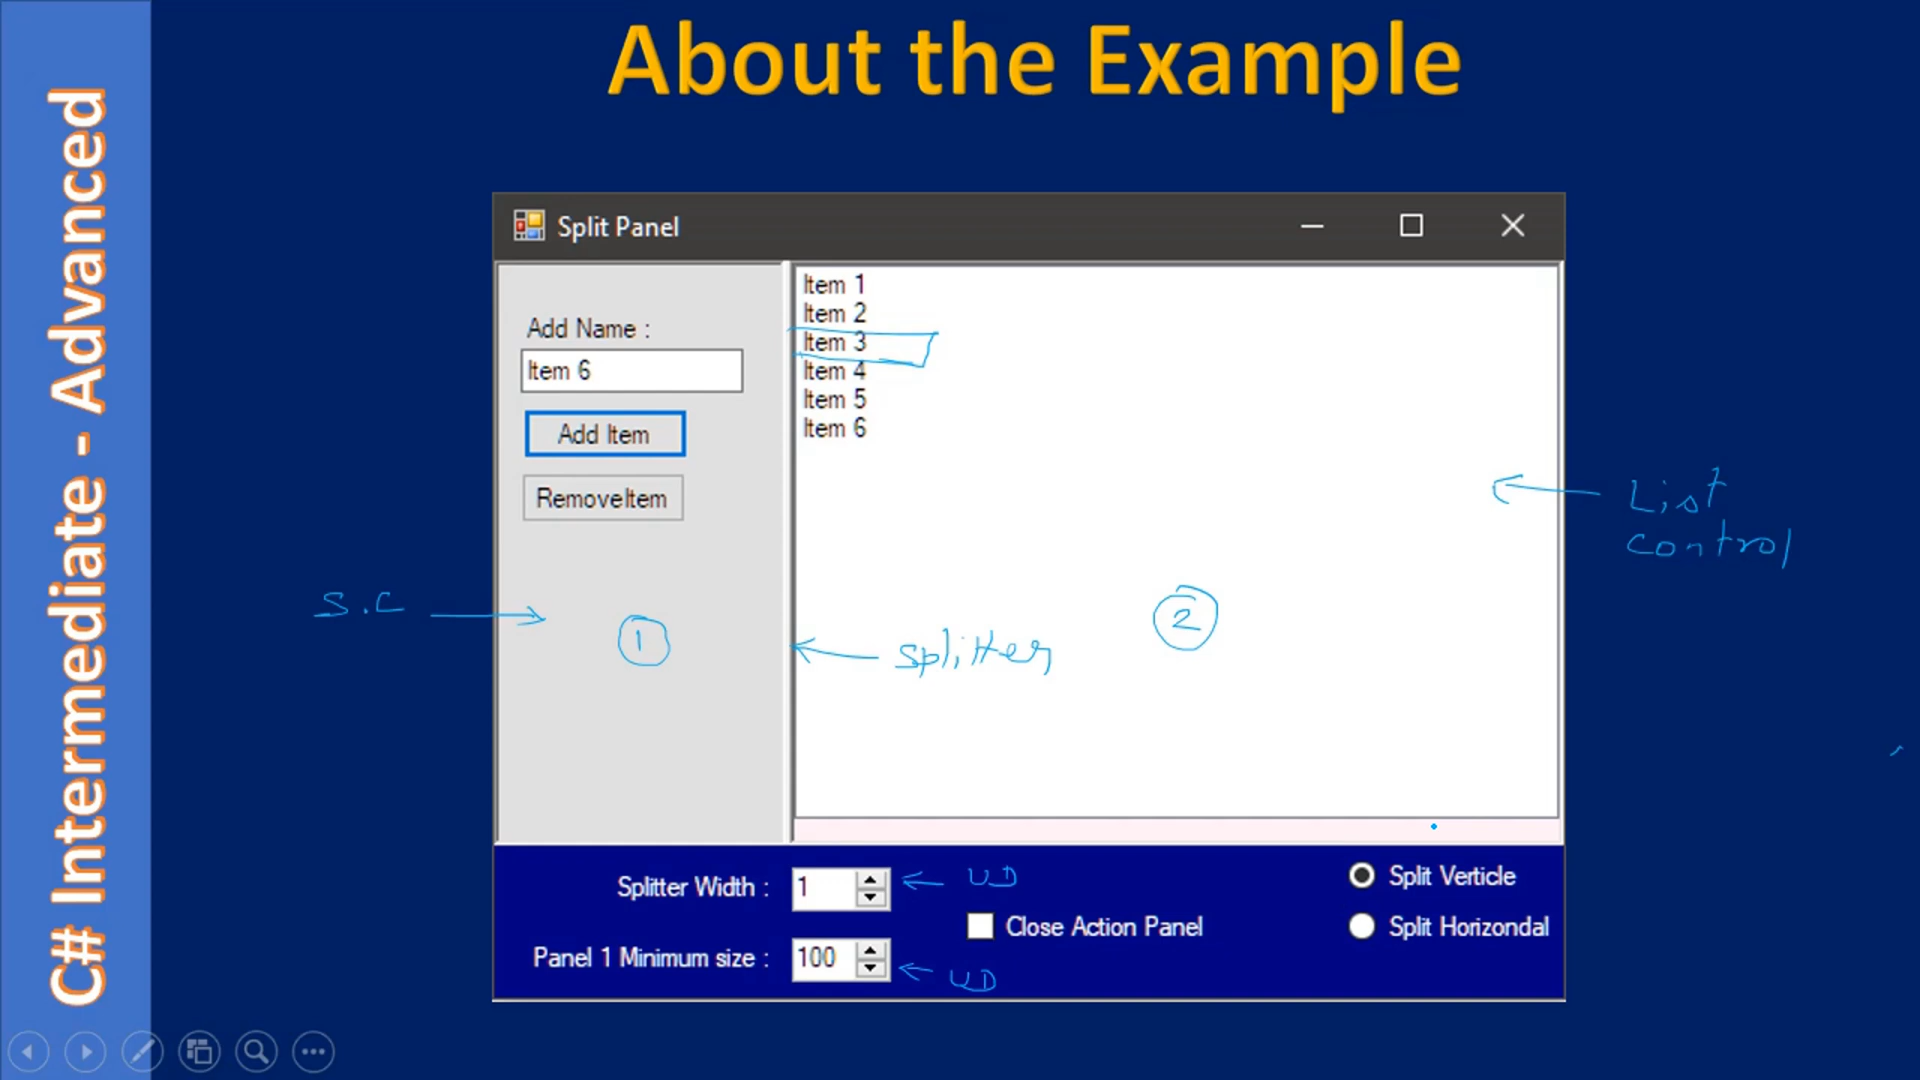 About the Example
C# Intermediate - Advanced
Split Panel
Add Name :
Item 6
Add Item
RemoveItem
Item 1
Item 2
Item 3
Item 4
Item 5
Item 6
List
control
S.C
1
2
splitter
Splitter Width :
1
UD
Panel 1 Minimum size :
100
UD
Close Action Panel
Split Verticle
Split Horizondal